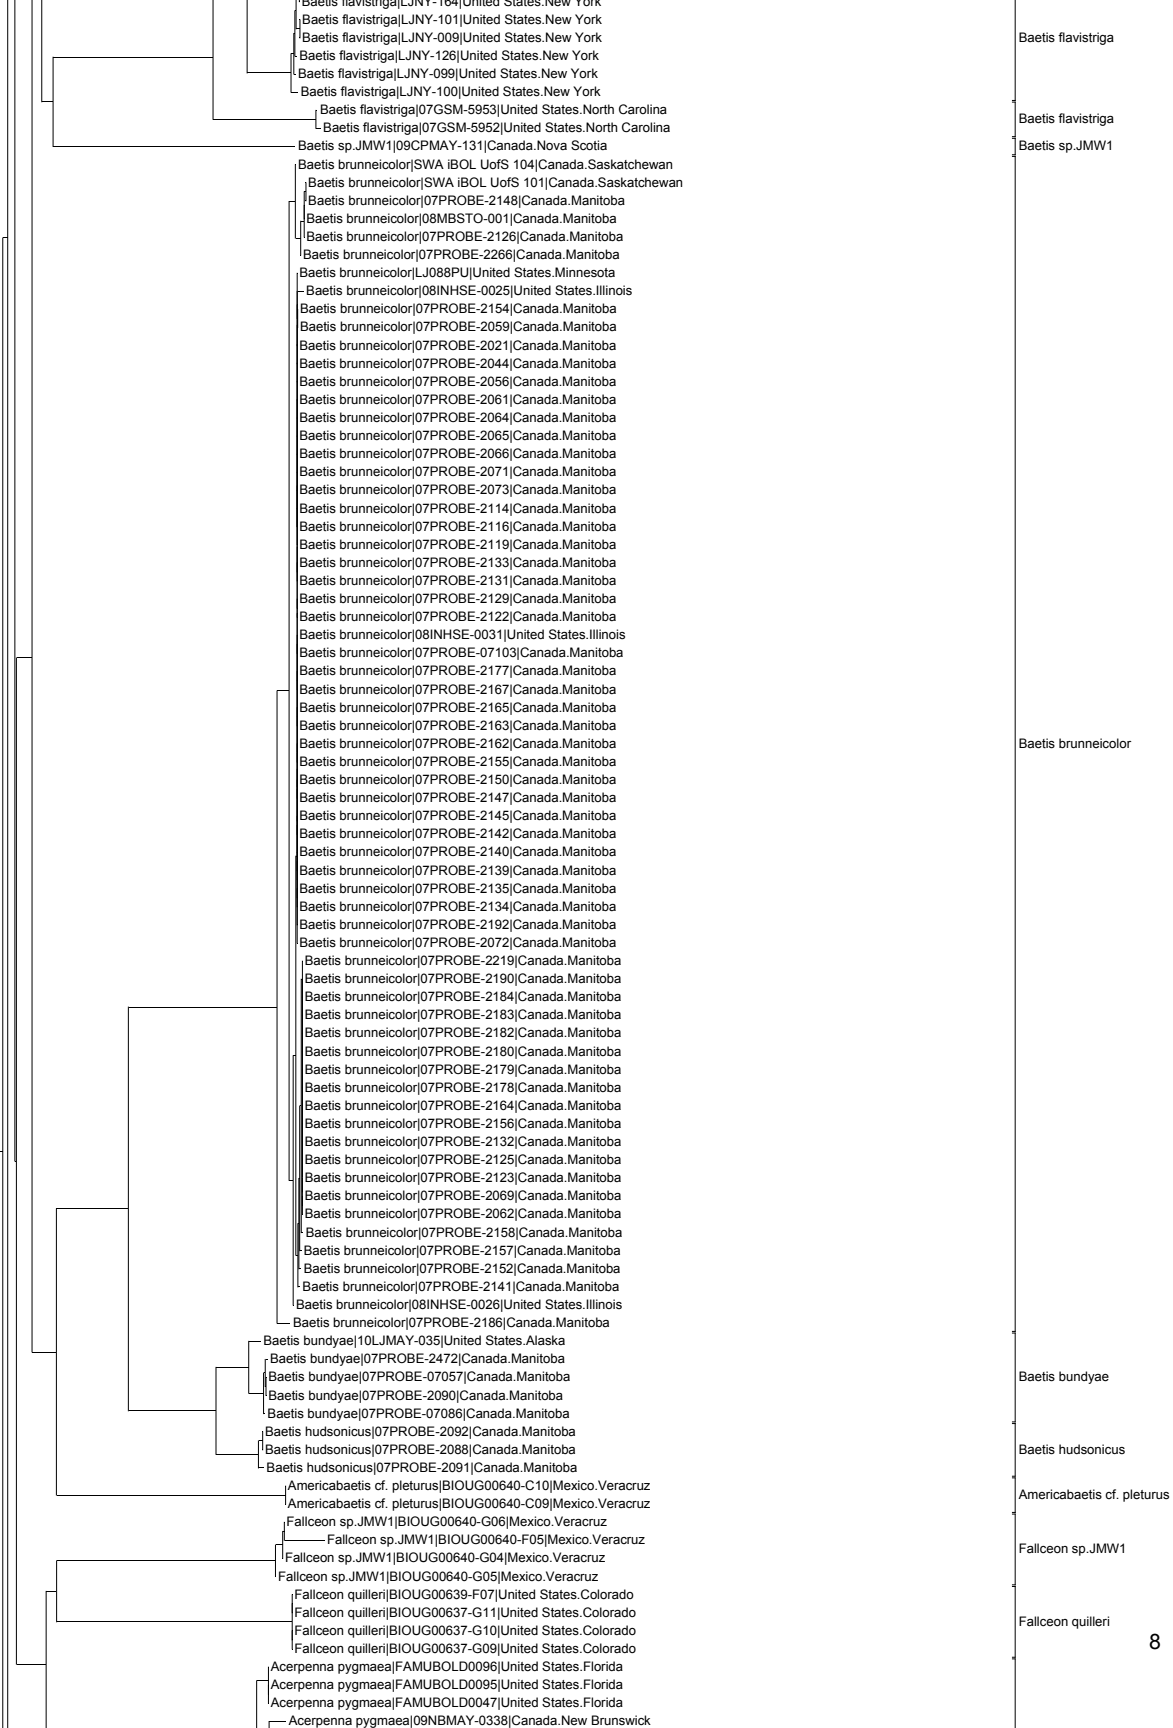 Baetis flavistriga|LJNY-164|United States.New York
Baetis flavistriga|LJNY-101|United States.New York
Baetis flavistriga|LJNY-009|United States.New York
Baetis flavistriga
Baetis flavistriga|LJNY-126|United States.New York
Baetis flavistriga|LJNY-099|United States.New York
Baetis flavistriga|LJNY-100|United States.New York
Baetis flavistriga|07GSM-5953|United States.North Carolina
Baetis flavistriga
Baetis flavistriga|07GSM-5952|United States.North Carolina
Baetis sp.JMW1|09CPMAY-131|Canada.Nova Scotia
Baetis sp.JMW1
Baetis brunneicolor|SWA iBOL UofS 104|Canada.Saskatchewan
Baetis brunneicolor|SWA iBOL UofS 101|Canada.Saskatchewan
Baetis brunneicolor|07PROBE-2148|Canada.Manitoba
Baetis brunneicolor|08MBSTO-001|Canada.Manitoba
Baetis brunneicolor|07PROBE-2126|Canada.Manitoba
Baetis brunneicolor|07PROBE-2266|Canada.Manitoba
Baetis brunneicolor|LJ088PU|United States.Minnesota
Baetis brunneicolor|08INHSE-0025|United States.Illinois
Baetis brunneicolor|07PROBE-2154|Canada.Manitoba
Baetis brunneicolor|07PROBE-2059|Canada.Manitoba
Baetis brunneicolor|07PROBE-2021|Canada.Manitoba
Baetis brunneicolor|07PROBE-2044|Canada.Manitoba
Baetis brunneicolor|07PROBE-2056|Canada.Manitoba
Baetis brunneicolor|07PROBE-2061|Canada.Manitoba
Baetis brunneicolor|07PROBE-2064|Canada.Manitoba
Baetis brunneicolor|07PROBE-2065|Canada.Manitoba
Baetis brunneicolor|07PROBE-2066|Canada.Manitoba
Baetis brunneicolor|07PROBE-2071|Canada.Manitoba
Baetis brunneicolor|07PROBE-2073|Canada.Manitoba
Baetis brunneicolor|07PROBE-2114|Canada.Manitoba
Baetis brunneicolor|07PROBE-2116|Canada.Manitoba
Baetis brunneicolor|07PROBE-2119|Canada.Manitoba
Baetis brunneicolor|07PROBE-2133|Canada.Manitoba
Baetis brunneicolor|07PROBE-2131|Canada.Manitoba
Baetis brunneicolor|07PROBE-2129|Canada.Manitoba
Baetis brunneicolor|07PROBE-2122|Canada.Manitoba
Baetis brunneicolor|08INHSE-0031|United States.Illinois
Baetis brunneicolor|07PROBE-07103|Canada.Manitoba
Baetis brunneicolor|07PROBE-2177|Canada.Manitoba
Baetis brunneicolor|07PROBE-2167|Canada.Manitoba
Baetis brunneicolor|07PROBE-2165|Canada.Manitoba
Baetis brunneicolor|07PROBE-2163|Canada.Manitoba
Baetis brunneicolor|07PROBE-2162|Canada.Manitoba
Baetis brunneicolor
Baetis brunneicolor|07PROBE-2155|Canada.Manitoba
Baetis brunneicolor|07PROBE-2150|Canada.Manitoba
Baetis brunneicolor|07PROBE-2147|Canada.Manitoba
Baetis brunneicolor|07PROBE-2145|Canada.Manitoba
Baetis brunneicolor|07PROBE-2142|Canada.Manitoba
Baetis brunneicolor|07PROBE-2140|Canada.Manitoba
Baetis brunneicolor|07PROBE-2139|Canada.Manitoba
Baetis brunneicolor|07PROBE-2135|Canada.Manitoba
Baetis brunneicolor|07PROBE-2134|Canada.Manitoba
Baetis brunneicolor|07PROBE-2192|Canada.Manitoba
Baetis brunneicolor|07PROBE-2072|Canada.Manitoba
Baetis brunneicolor|07PROBE-2219|Canada.Manitoba
Baetis brunneicolor|07PROBE-2190|Canada.Manitoba
Baetis brunneicolor|07PROBE-2184|Canada.Manitoba
Baetis brunneicolor|07PROBE-2183|Canada.Manitoba
Baetis brunneicolor|07PROBE-2182|Canada.Manitoba
Baetis brunneicolor|07PROBE-2180|Canada.Manitoba
Baetis brunneicolor|07PROBE-2179|Canada.Manitoba
Baetis brunneicolor|07PROBE-2178|Canada.Manitoba
Baetis brunneicolor|07PROBE-2164|Canada.Manitoba
Baetis brunneicolor|07PROBE-2156|Canada.Manitoba
Baetis brunneicolor|07PROBE-2132|Canada.Manitoba
Baetis brunneicolor|07PROBE-2125|Canada.Manitoba
Baetis brunneicolor|07PROBE-2123|Canada.Manitoba
Baetis brunneicolor|07PROBE-2069|Canada.Manitoba
Baetis brunneicolor|07PROBE-2062|Canada.Manitoba
Baetis brunneicolor|07PROBE-2158|Canada.Manitoba
Baetis brunneicolor|07PROBE-2157|Canada.Manitoba
Baetis brunneicolor|07PROBE-2152|Canada.Manitoba
Baetis brunneicolor|07PROBE-2141|Canada.Manitoba
Baetis brunneicolor|08INHSE-0026|United States.Illinois
Baetis brunneicolor|07PROBE-2186|Canada.Manitoba
Baetis bundyae|10LJMAY-035|United States.Alaska
Baetis bundyae|07PROBE-2472|Canada.Manitoba
Baetis bundyae|07PROBE-07057|Canada.Manitoba
Baetis bundyae
Baetis bundyae|07PROBE-2090|Canada.Manitoba
Baetis bundyae|07PROBE-07086|Canada.Manitoba
Baetis hudsonicus|07PROBE-2092|Canada.Manitoba
Baetis hudsonicus|07PROBE-2088|Canada.Manitoba
Baetis hudsonicus
Baetis hudsonicus|07PROBE-2091|Canada.Manitoba
Americabaetis cf. pleturus|BIOUG00640-C10|Mexico.Veracruz
Americabaetis cf. pleturus
Americabaetis cf. pleturus|BIOUG00640-C09|Mexico.Veracruz
Fallceon sp.JMW1|BIOUG00640-G06|Mexico.Veracruz
Fallceon sp.JMW1|BIOUG00640-F05|Mexico.Veracruz
Fallceon sp.JMW1
Fallceon sp.JMW1|BIOUG00640-G04|Mexico.Veracruz
Fallceon sp.JMW1|BIOUG00640-G05|Mexico.Veracruz
Fallceon quilleri|BIOUG00639-F07|United States.Colorado
Fallceon quilleri|BIOUG00637-G11|United States.Colorado
Fallceon quilleri
Fallceon quilleri|BIOUG00637-G10|United States.Colorado
Fallceon quilleri|BIOUG00637-G09|United States.Colorado
8
Acerpenna pygmaea|FAMUBOLD0096|United States.Florida
Acerpenna pygmaea|FAMUBOLD0095|United States.Florida
Acerpenna pygmaea|FAMUBOLD0047|United States.Florida
Acerpenna pygmaea|09NBMAY-0338|Canada.New Brunswick